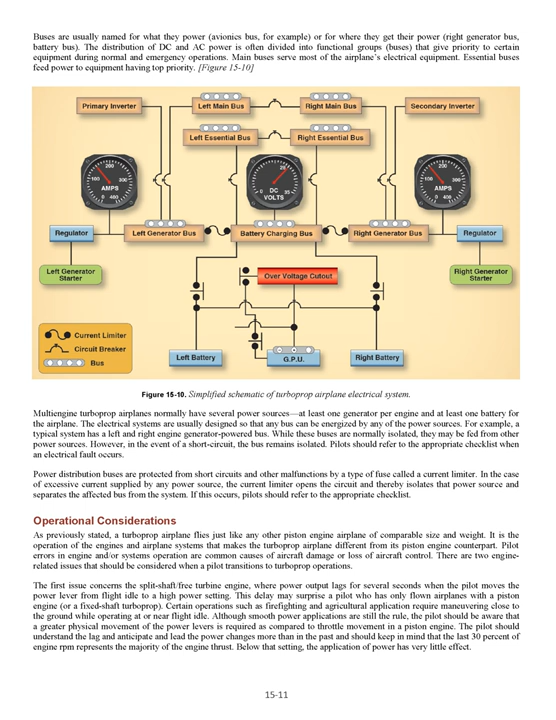 Buses are usually named for what they power (avionics bus, for example) or for where they get their power (right generator bus,
battery bus). The distribution of DC and AC power is often divided into functional groups (buses) that give priority to certain
equipment during normal and emergency operations. Main buses serve most of the airplane's electrical equipment. Essential buses
feed power to equipment having top priority. [Figure 15-10]
Primary Inverter
Left Main Bus
Right Main Bus
Secondary Inverter
Left Essential Bus
Right Essential Bus
100
200
300
AMPS
0 400
DC
VOLTS
0
35
100
200
300
AMPS
0 400
Regulator
Left Generator Bus
Battery Charging Bus
Right Generator Bus
Regulator
Left Generator
Starter
Over Voltage Cutout
Right Generator
Starter
Current Limiter
Circuit Breaker
Bus
Left Battery
G.P.U.
Right Battery
Figure 15-10. Simplified schematic of turboprop airplane electrical system.
Multiengine turboprop airplanes normally have several power sources—at least one generator per engine and at least one battery for
the airplane. The electrical systems are usually designed so that any bus can be energized by any of the power sources. For example, a
typical system has a left and right engine generator-powered bus. While these buses are normally isolated, they may be fed from other
power sources. However, in the event of a short-circuit, the bus remains isolated. Pilots should refer to the appropriate checklist when
an electrical fault occurs.
Power distribution buses are protected from short circuits and other malfunctions by a type of fuse called a current limiter. In the case
of excessive current supplied by any power source, the current limiter opens the circuit and thereby isolates that power source and
separates the affected bus from the system. If this occurs, pilots should refer to the appropriate checklist.
Operational Considerations
As previously stated, a turboprop airplane flies just like any other piston engine airplane of comparable size and weight. It is the
operation of the engines and airplane systems that makes the turboprop airplane different from its piston engine counterpart. Pilot
errors in engine and/or systems operation are common causes of aircraft damage or loss of aircraft control. There are two engine-
related issues that should be considered when a pilot transitions to turboprop operations.
The first issue concerns the split-shaft/free turbine engine, where power output lags for several seconds when the pilot moves the
power lever from flight idle to a high power setting. This delay may surprise a pilot who has only flown airplanes with a piston
engine (or a fixed-shaft turboprop). Certain operations such as firefighting and agricultural application require maneuvering close to
the ground while operating at or near flight idle. Although smooth power applications are still the rule, the pilot should be aware that
a greater physical movement of the power levers is required as compared to throttle movement in a piston engine. The pilot should
understand the lag and anticipate and lead the power changes more than in the past and should keep in mind that the last 30 percent of
engine rpm represents the majority of the engine thrust. Below that setting, the application of power has very little effect.
15-11